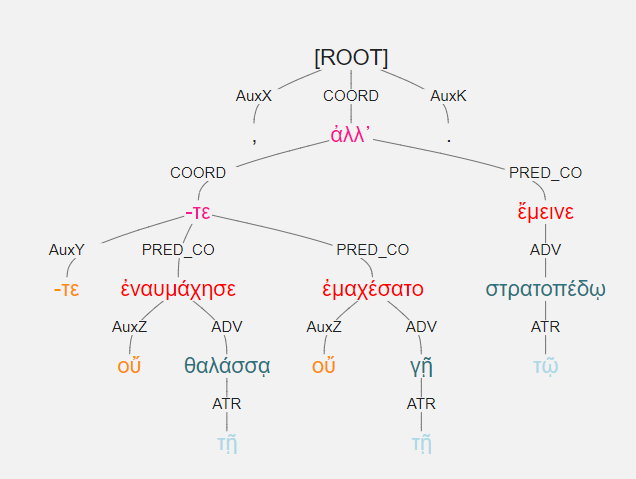 [ROOT]
AuxX COORD AuxK
, ἀλλ’ .
COORD PRED_CO
-τε ἔμεινε
AuxY PRED_CO PRED_CO ADV
-τε ἐναυμάχησε ἐμαχέσατο στρατοπέδῳ
AuxZ ADV AuxZ ADV ATR
οὔ θαλάσσᾳ οὔ γῇ τῷ
ATR ATR
τῇ τῇ